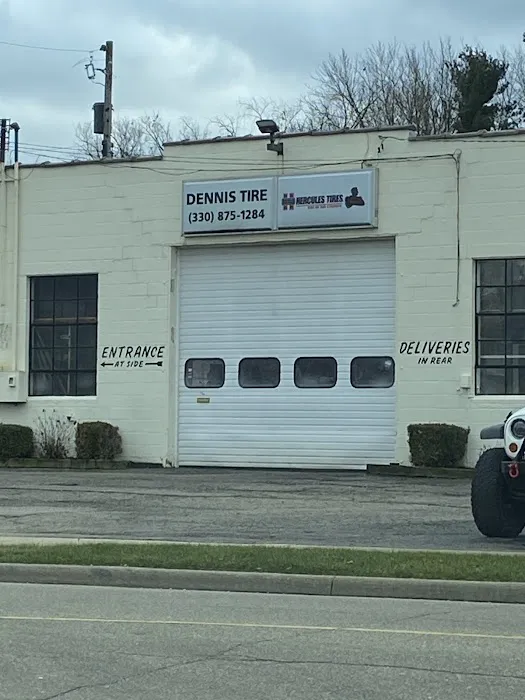 DENNIS TIRE
(330) 875-1284
HERCULES TIRES
ENTRANCE
AT SIDE
DELIVERIES
IN REAR